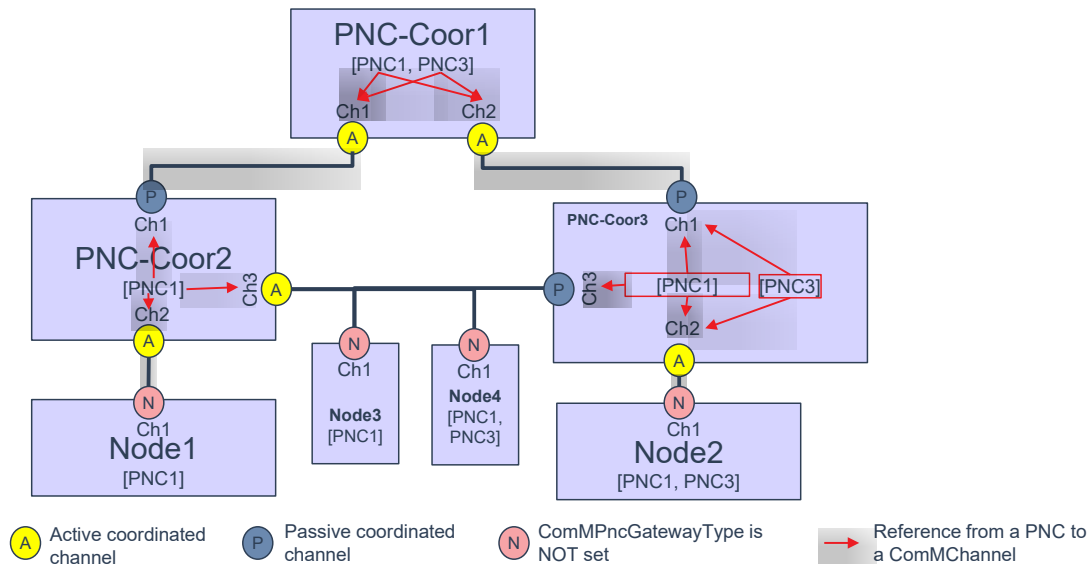 PNC-Coor1
[PNC1, PNC3]
Ch1
Ch2
A
A
P
P
Ch1
PNC-Coor2
[PNC1]
Ch2
Ch3
A
A
PNC-Coor3
Ch1
[PNC1]
[PNC3]
Ch3
Ch2
P
A
N
Ch1
Node3
[PNC1]
N
Ch1
Node4
[PNC1,
PNC3]
N
Ch1
Node1
[PNC1]
N
Ch1
Node2
[PNC1, PNC3]
A
Active coordinated
channel
P
Passive coordinated
channel
N
ComMPncGatewayType is
NOT set
Reference from a PNC to
a ComMChannel